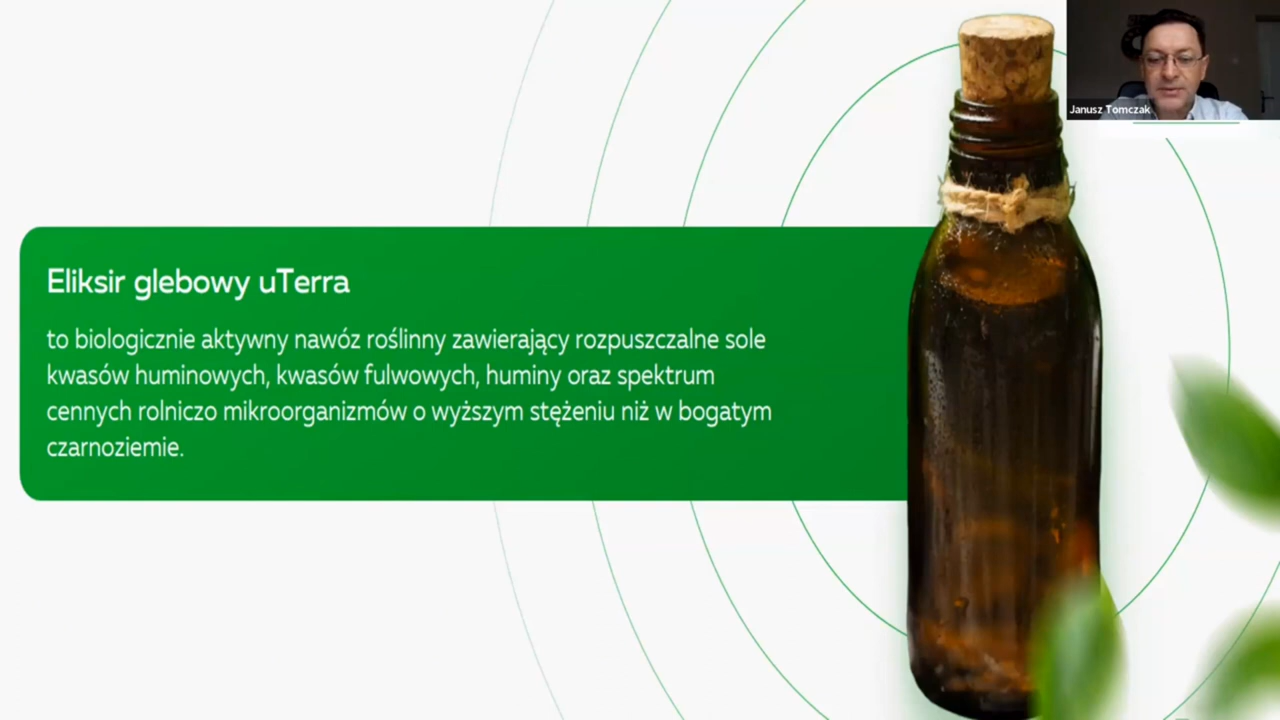 Janusz Tomczak
Eliksir glebowy uTerra
to biologicznie aktywny nawóz roślinny zawierający rozpuszczalne sole
kwasów huminowych, kwasów fulwowych, huminy oraz spektrum
cennych rolniczo mikroorganizmów o wyższym stężeniu niż w bogatym
czarnoziemie.